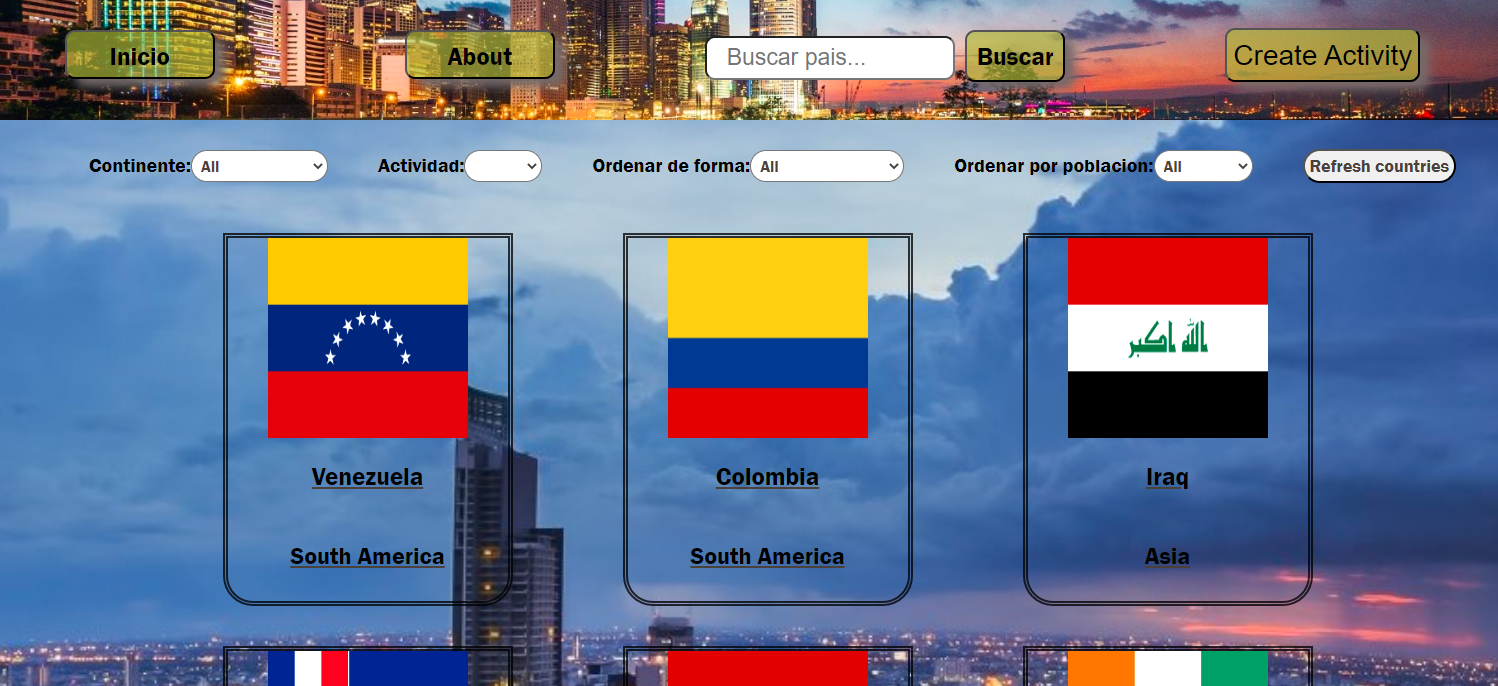 Inicio
About
Buscar pais...
Buscar
Create Activity
Continente: All
Actividad:
Ordenar de forma: All
Ordenar por poblacion: All
Refresh countries
الله اكبر
Venezuela
Colombia
Iraq
South America
South America
Asia